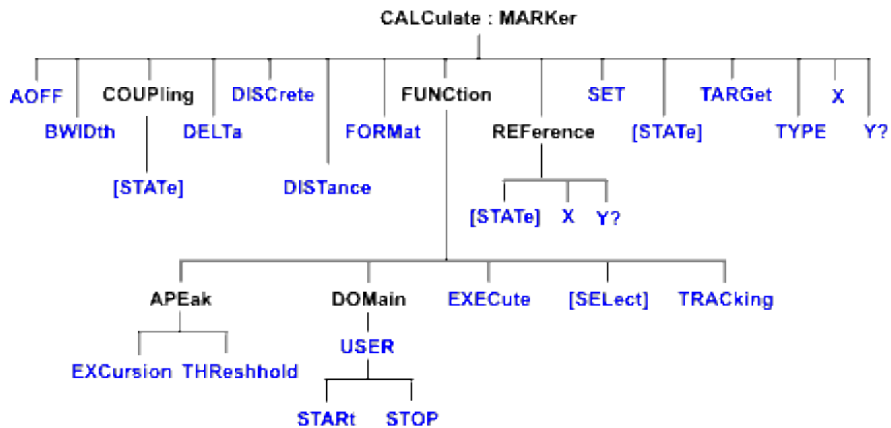 CALCulate : MARKer
AOFF COUPling DISCrete FUNCtion SET TARGet X
BWIDth DELTa FORMat REFerence [STATe] TYPE Y?
[STATe] DISTance
[STATe] X Y?
APEak DOMain EXECute [SELect] TRACking
USER
EXCursion THReshhold
STARt STOP